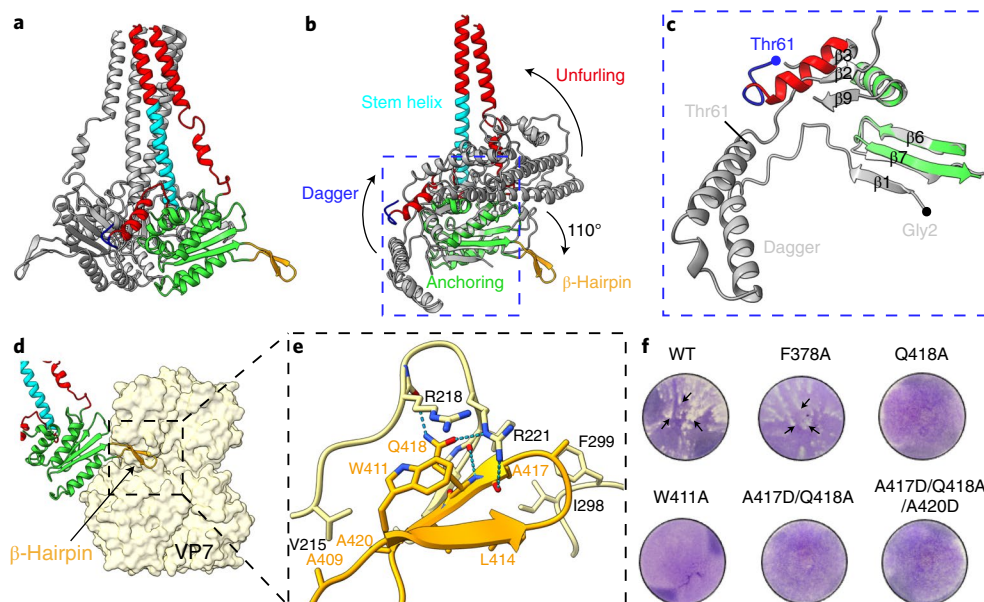 a
b
Unfurling
Stem helix
Dagger
110°
Anchoring
β-Hairpin
c
Thr61
β3
β2
β9
Thr61
β6
β7
β1
Gly2
Dagger
d
VP7
β-Hairpin
e
R218
Q418
R221
F299
W411
A417
I298
V215
A420
A409
L414
f
WT
F378A
Q418A
W411A
A417D/Q418A
A417D/Q418A
/A420D